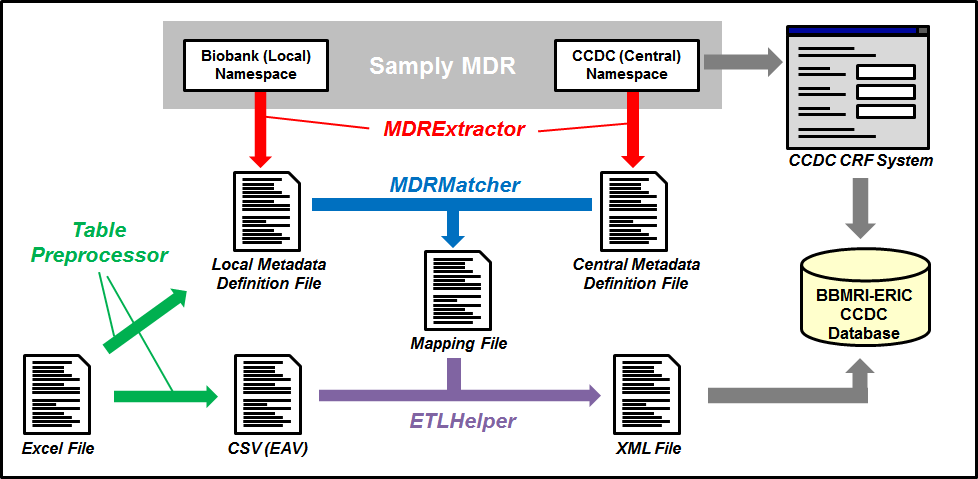 Biobank (Local)
Namespace
Samply MDR
CCDC (Central)
Namespace
MDRExtractor
CCDC CRF System
MDRMatcher
Table
Preprocessor
Local Metadata
Definition File
Central Metadata
Definition File
BBMRI-ERIC
CCDC
Database
Mapping File
ETLHelper
Excel File
CSV (EAV)
XML File